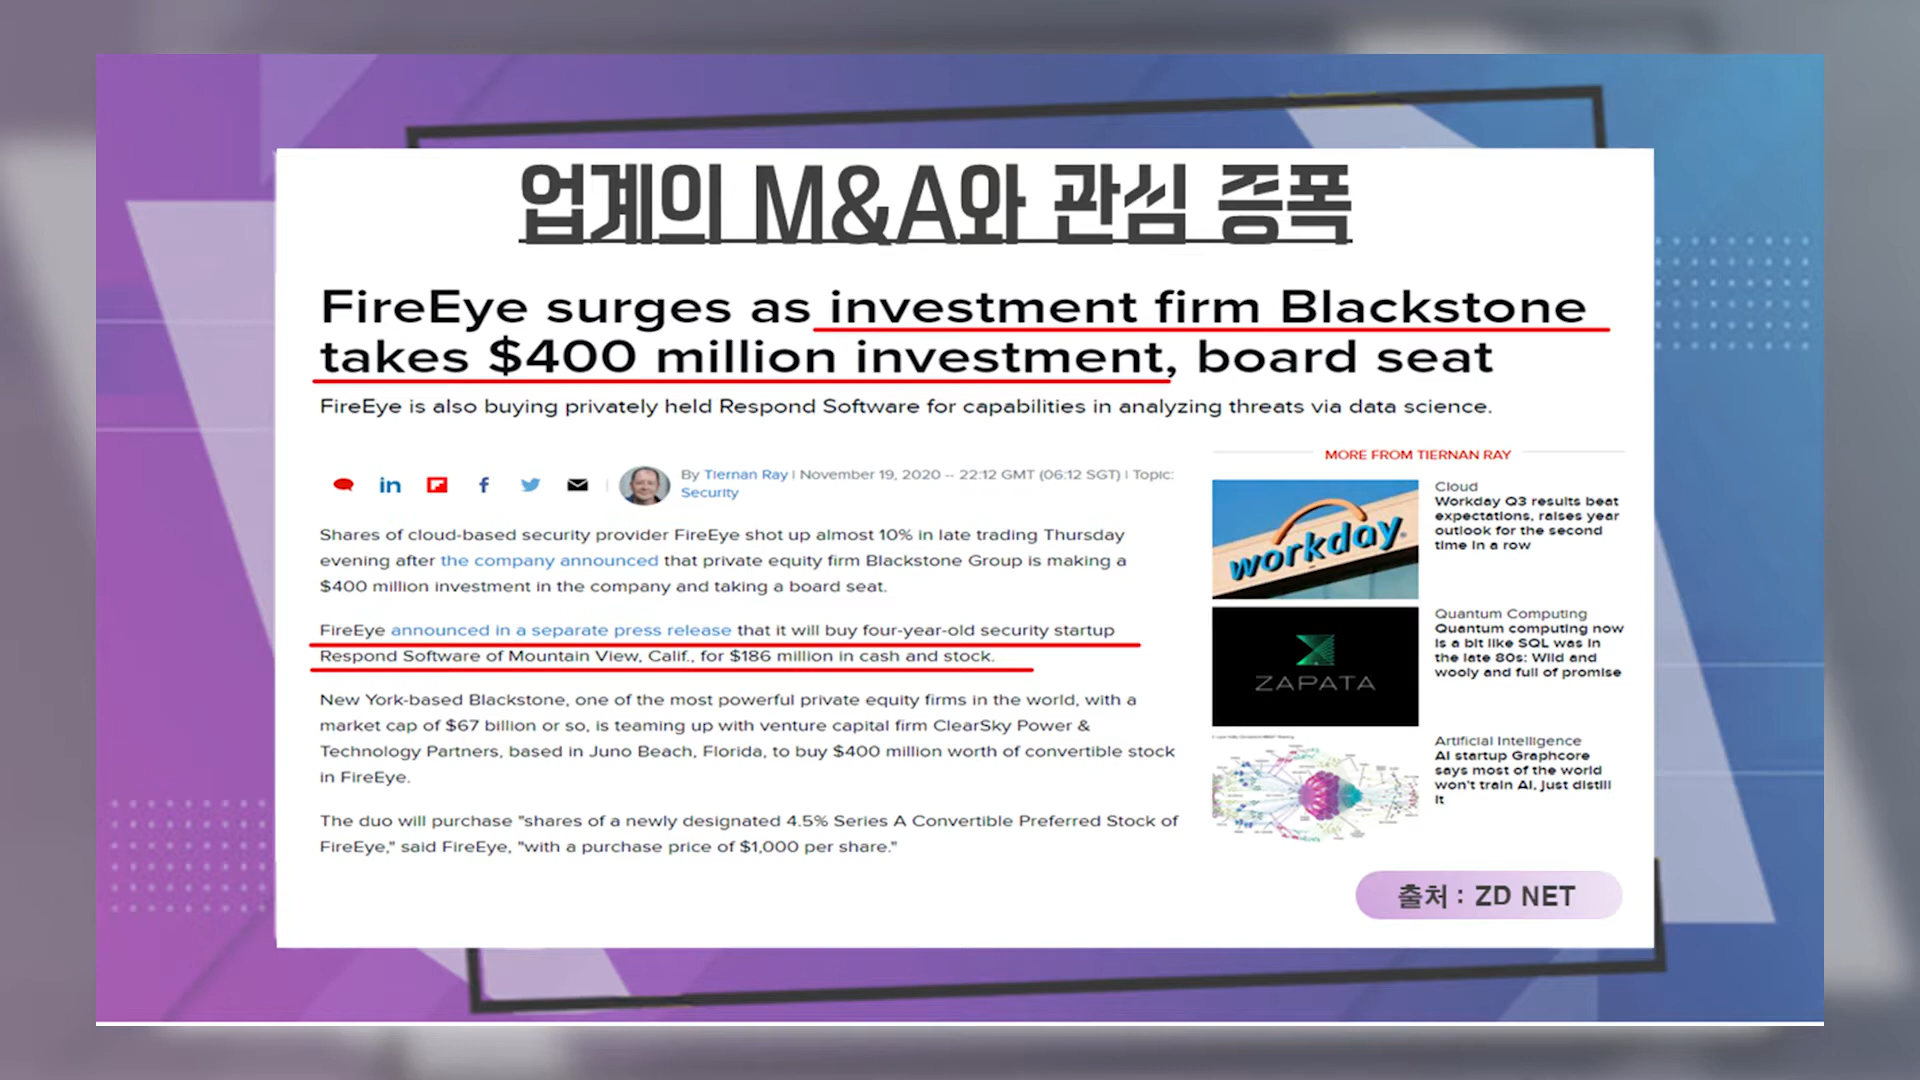 업계의 M&A와 관심 증폭
FireEye surges as investment firm Blackstone
takes $400 million investment, board seat
FireEye is also buying privately held Respond Software for capabilities in analyzing threats via data science.
By Tiernan Ray | November 19, 2020 -- 22:12 GMT (06:12 SGT) | Topic:
Security
Shares of cloud-based security provider FireEye shot up almost 10% in late trading Thursday
evening after the company announced that private equity firm Blackstone Group is making a
$400 million investment in the company and taking a board seat.
FireEye announced in a separate press release that it will buy four-year-old security startup
Respond Software of Mountain View, Calif., for $186 million in cash and stock.
New York-based Blackstone, one of the most powerful private equity firms in the world, with a
market cap of $67 billion or so, is teaming up with venture capital firm ClearSky Power &
Technology Partners, based in Juno Beach, Florida, to buy $400 million worth of convertible stock
in FireEye.
The duo will purchase "shares of a newly designated 4.5% Series A Convertible Preferred Stock of
FireEye," said FireEye, "with a purchase price of $1,000 per share."
MORE FROM TIERNAN RAY
workday
Cloud
Workday Q3 results beat
expectations, raises year
outlook for the second
time in a row
ZAPATA
Quantum Computing
Quantum computing now
is a bit like SQL was in
the late 80s: Wild and
wooly and full of promise
Artificial Intelligence
AI startup Graphcore
says most of the world
won't train AI, just distill
it
출처 : ZD NET